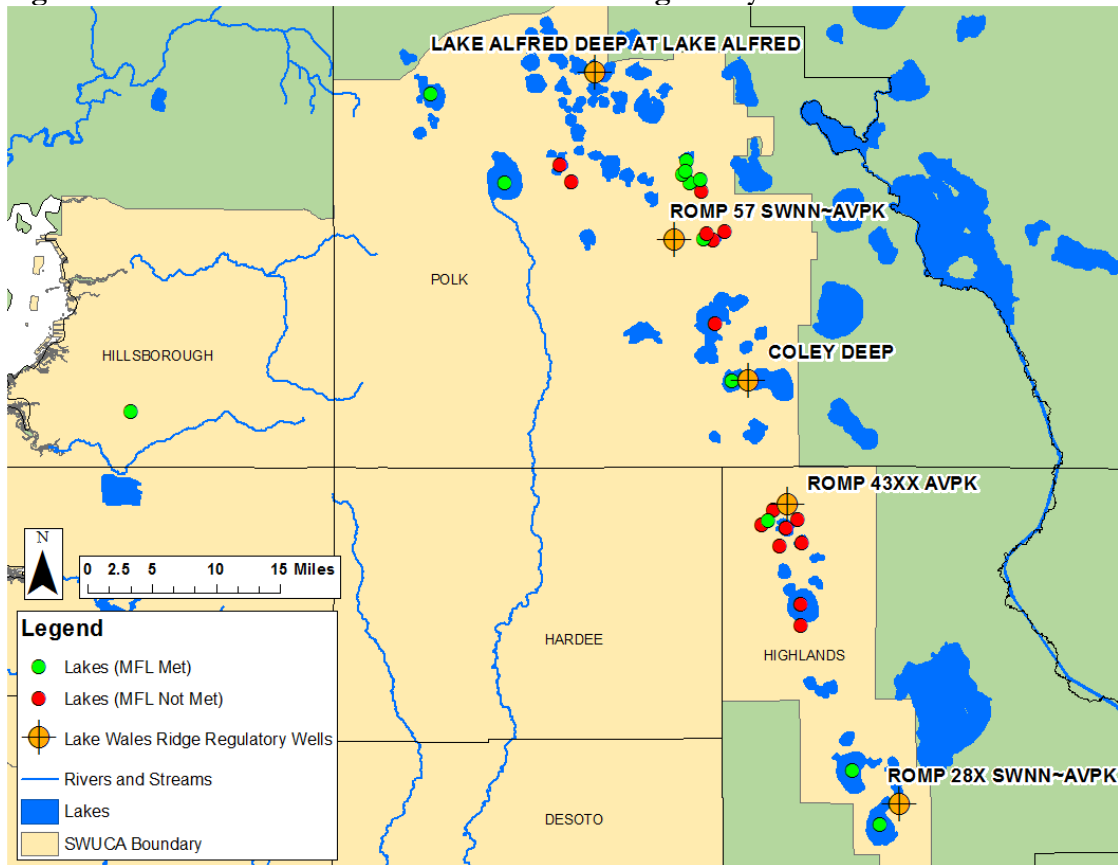 LAKE ALFRED DEEP AT LAKE ALFRED
ROMP 57 SWNN~AVPK
POLK
HILLSBOROUGH
COLEY DEEP
ROMP 43XX AVPK
N
0 2.5 5 10 15 Miles
Legend
Lakes (MFL Met)
Lakes (MFL Not Met)
Lake Wales Ridge Regulatory Wells
Rivers and Streams
Lakes
SWUCA Boundary
HARDEE
HIGHLANDS
ROMP 28X SWNN~AVPK
DESOTO